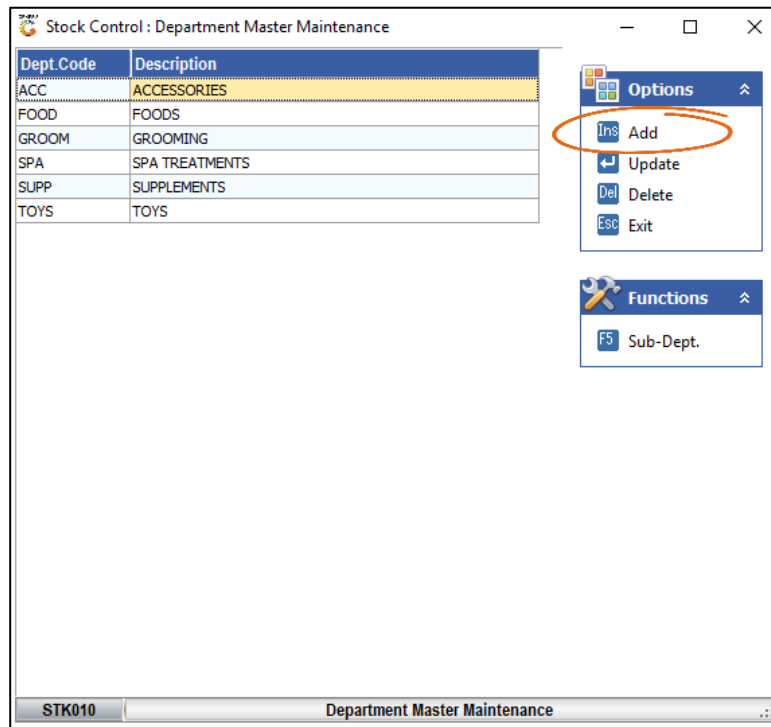 Stock Control : Department Master Maintenance
Dept.Code Description
ACC ACCESSORIES
FOOD FOODS
GROOM GROOMING
SPA SPA TREATMENTS
SUPP SUPPLEMENTS
TOYS TOYS
Options
Ins Add
Update
Del Delete
Esc Exit
Functions
F5 Sub-Dept.
STK010 Department Master Maintenance